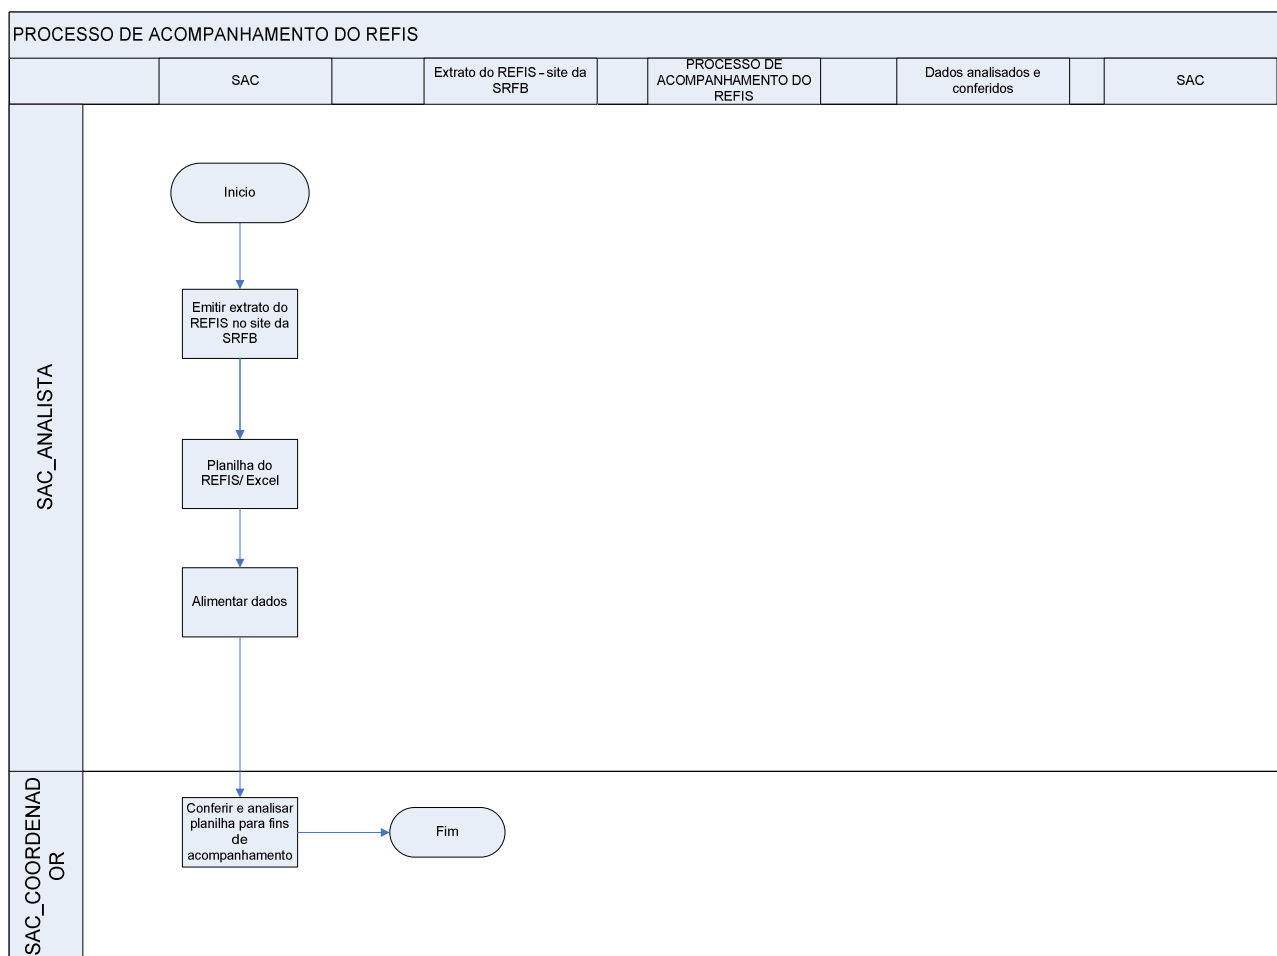 PROCESSO DE ACOMPANHAMENTO DO REFIS
SAC
Extrato do REFIS – site da
SRFB
PROCESSO DE
ACOMPANHAMENTO DO
REFIS
Dados analisados e
conferidos
SAC
SAC_ANALISTA
Inicio
Emitir extrato do
REFIS no site da
SRFB
Planilha do
REFIS/ Excel
Alimentar dados
SAC_COORDENAD
OR
Conferir e analisar
planilha para fins
de
acompanhamento
Fim